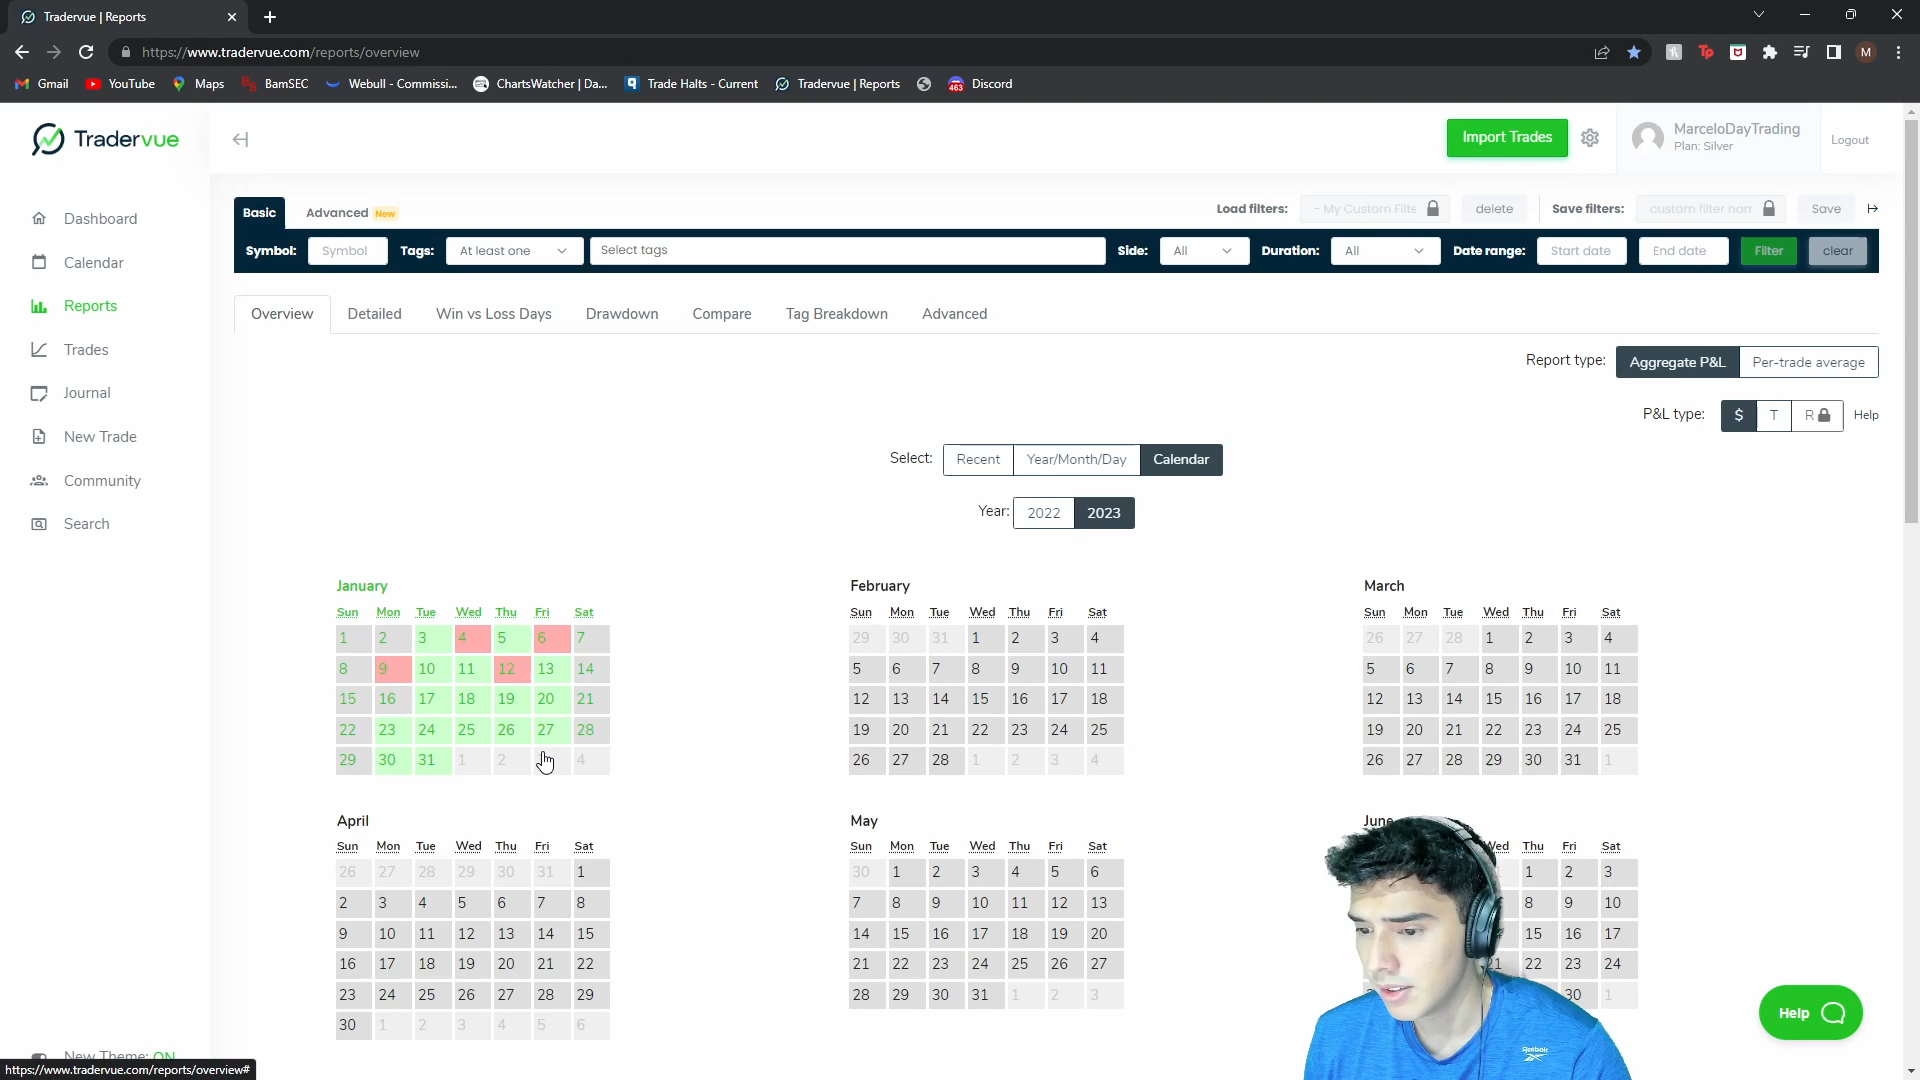 Tradervue | Reports
https://www.tradervue.com/reports/overview
M
Gmail YouTube Maps BamSEC Webull - Commissi... ChartsWatcher | Da... Trade Halts - Current Tradervue | Reports 463 Discord
Tradervue
Import Trades
MarceloDayTrading
Plan: Silver
Logout
Dashboard
Calendar
Reports
Trades
Journal
New Trade
Community
Search
New Theme: ON
Basic Advanced New
Load filters: - My Custom Filte delete Save filters: custom filter nam Save
Symbol: Symbol Tags: At least one Select tags Side: All Duration: All Date range: Start date End date Filter clear
Overview Detailed Win vs Loss Days Drawdown Compare Tag Breakdown Advanced
Report type: Aggregate P&L Per-trade average
P&L type: $ T R Help
Select: Recent Year/Month/Day Calendar
Year: 2022 2023
January
Sun Mon Tue Wed Thu Fri Sat
1 2 3 4 5 6 7
8 9 10 11 12 13 14
15 16 17 18 19 20 21
22 23 24 25 26 27 28
29 30 31 1 2 4
February
Sun Mon Tue Wed Thu Fri Sat
29 30 31 1 2 3 4
5 6 7 8 9 10 11
12 13 14 15 16 17 18
19 20 21 22 23 24 25
26 27 28 1 2 3 4
March
Sun Mon Tue Wed Thu Fri Sat
26 27 28 1 2 3 4
5 6 7 8 9 10 11
12 13 14 15 16 17 18
19 20 21 22 23 24 25
26 27 28 29 30 31 1
April
Sun Mon Tue Wed Thu Fri Sat
26 27 28 29 30 31 1
2 3 4 5 6 7 8
9 10 11 12 13 14 15
16 17 18 19 20 21 22
23 24 25 26 27 28 29
30 1 2 3 4 5 6
May
Sun Mon Tue Wed Thu Fri Sat
30 1 2 3 4 5 6
7 8 9 10 11 12 13
14 15 16 17 18 19 20
21 22 23 24 25 26 27
28 29 30 31 1 2 3
June
Wed Thu Fri Sat
1 2 3
8 9 10
15 16 17
21 22 23 24
30 1
Reebok
Help
https://www.tradervue.com/reports/overview#